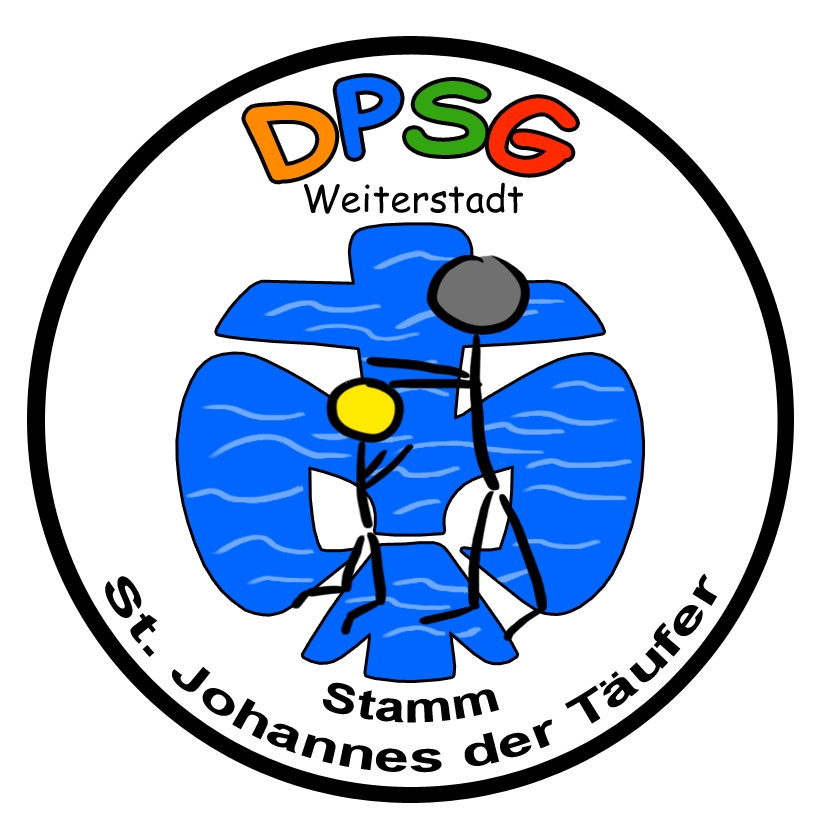 DPSG
Weiterstadt
Stamm
St. Johannes der Täufer